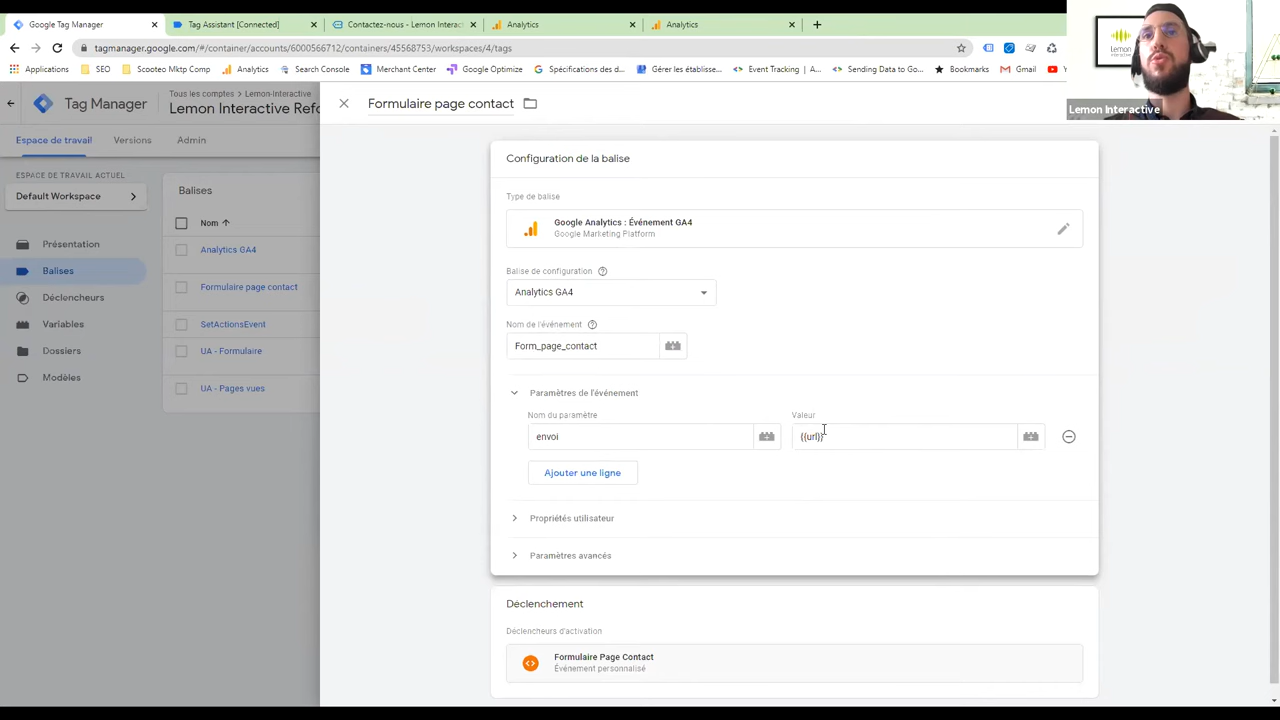 Google Tag Manager
Tag Assistant [Connected]
Contactez-nous - Lemon Interac
Analytics
Analytics
tagmanager.google.com/#/container/accounts/6000566712/containers/45568753/workspaces/4/tags
Applications
SEO
Scooteo Mktp Comp
Analytics
Search Console
Merchant Center
Google Optimize
Spécifications des d...
Gérer les établisse...
Event Tracking | A...
Sending Data to Go...
Bookmarks
Gmail
Lemon Interactive
Tag Manager
Tous les comptes > Lemon-Interactive
Lemon Interactive Refo
Formulaire page contact
Espace de travail
Versions
Admin
ESPACE DE TRAVAIL ACTUEL
Default Workspace
Présentation
Balises
Déclencheurs
Variables
Dossiers
Modèles
Balises
Nom
Analytics GA4
Formulaire page contact
SetActionsEvent
UA - Formulaire
UA - Pages vues
Configuration de la balise
Type de balise
Google Analytics : Événement GA4
Google Marketing Platform
Balise de configuration
Analytics GA4
Nom de l'événement
Form_page_contact
Paramètres de l'événement
Nom du paramètre
Valeur
envoi
{{url}}
Ajouter une ligne
Propriétés utilisateur
Paramètres avancés
Déclenchement
Déclencheurs d'activation
Formulaire Page Contact
Événement personnalisé